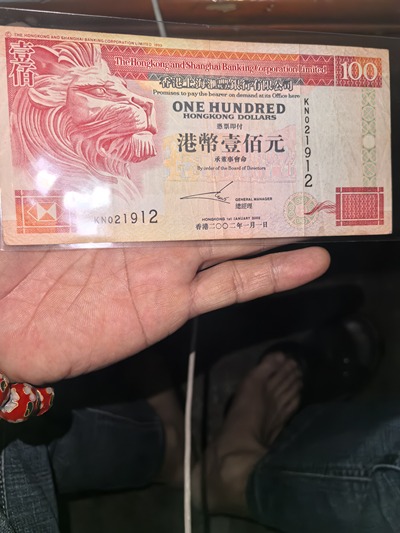 THE HONGKONG AND SHANGHAI BANKING CORPORATION LIMITED
壹佰
The Hongkong and Shanghai Banking Corporation Limited
100
香港上海滙豐銀行有限公司
Promises to pay the bearer on demand at its Office here
ONE HUNDRED
HONGKONG DOLLARS
憑票即付
港幣壹佰元
承董事會命
By order of the Board of Directors
KN021912
GENERAL MANAGER
總經理
KN021912
HONGKONG 1ST JANUARY 2002
香港二〇〇二年一月一日